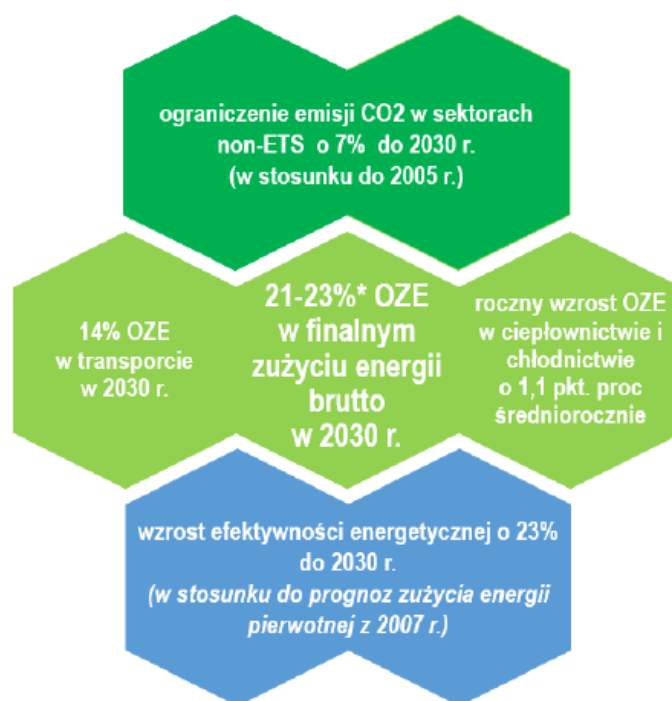 ograniczenie emisji CO2 w sektorach
non-ETS o 7% do 2030 r.
(w stosunku do 2005 r.)
14% OZE
w transporcie
w 2030 r.
21-23%* OZE
w finalnym
zużyciu energii
brutto
w 2030 r.
roczny wzrost OZE
w ciepłownictwie i
chłodnictwie
o 1,1 pkt. proc
średniorocznie
wzrost efektywności energetycznej o 23%
do 2030 r.
(w stosunku do prognoz zużycia energii
pierwotnej z 2007 r.)